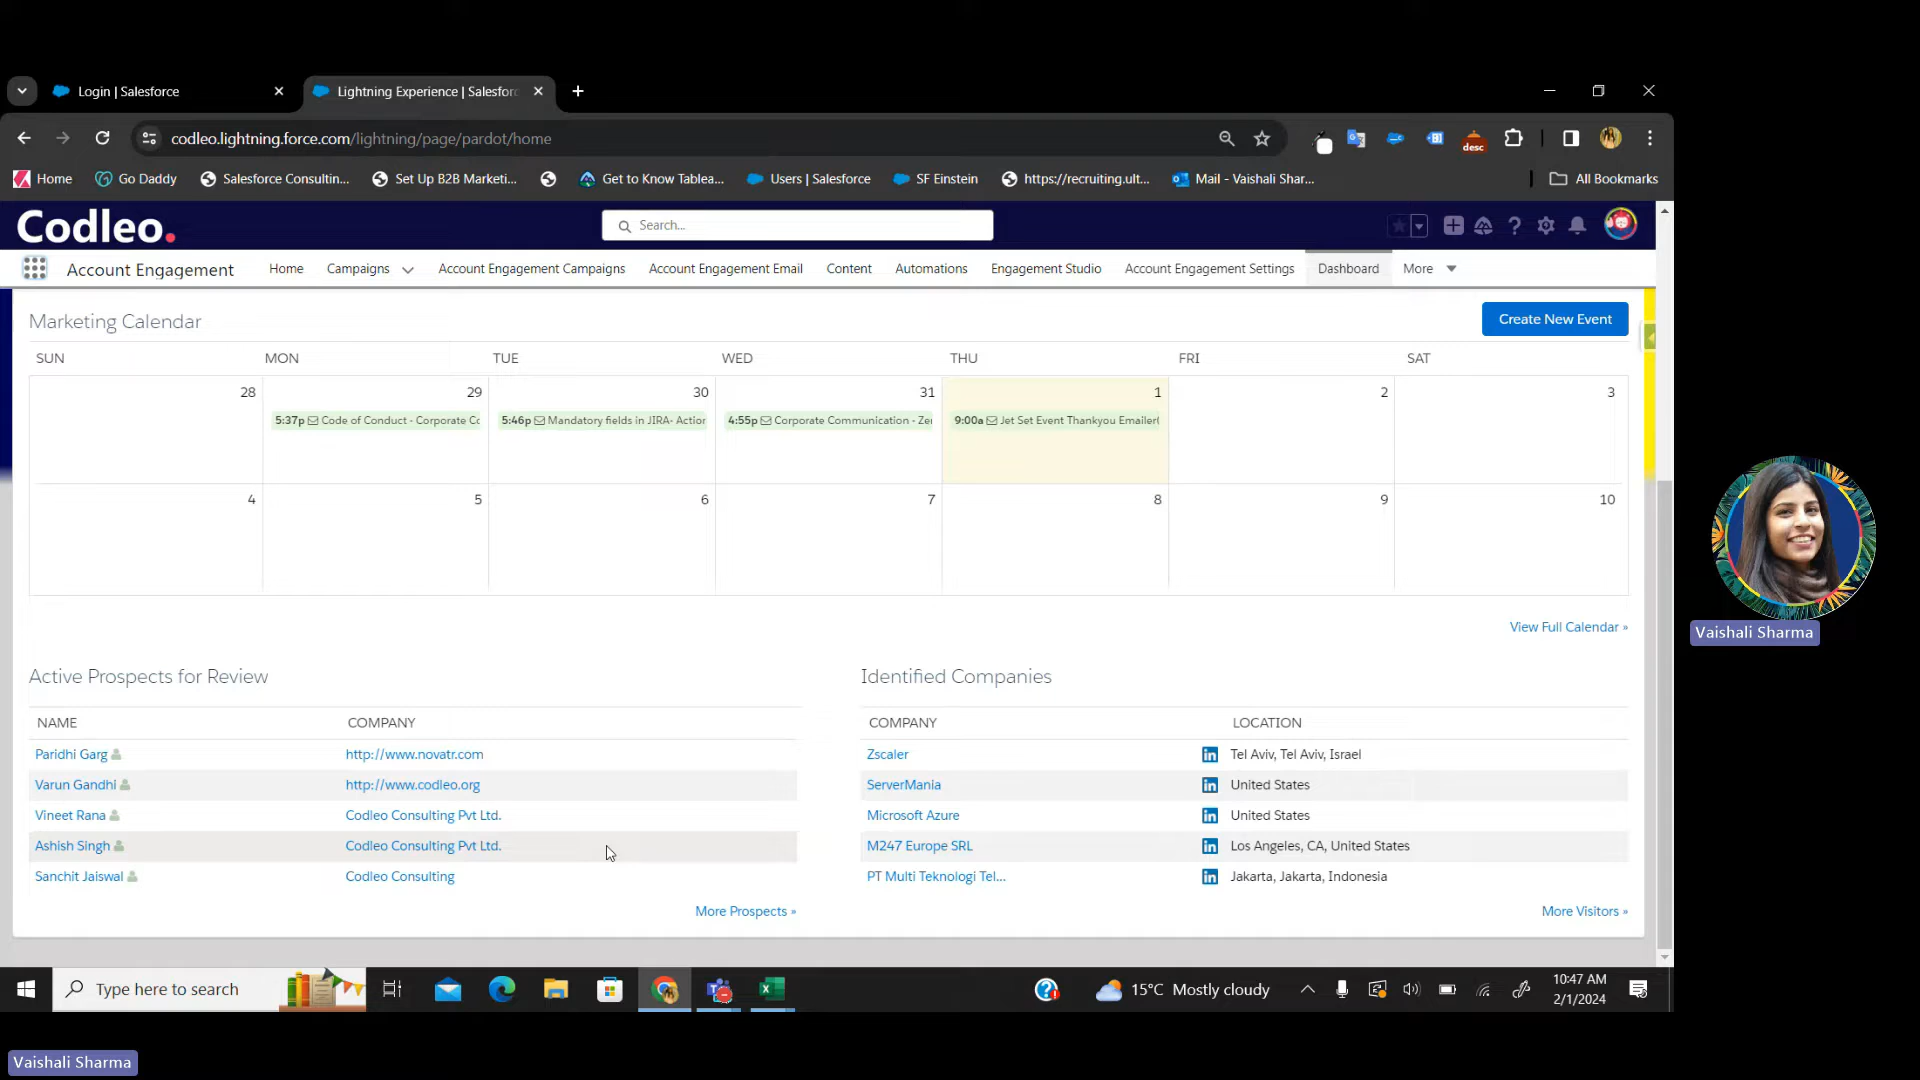 Login | Salesforce
Lightning Experience | Salesforc
codleo.lightning.force.com/lightning/page/pardot/home
desc
Home
Go Daddy
Salesforce Consultin...
Set Up B2B Marketi...
Get to Know Tablea...
Users | Salesforce
SF Einstein
https://recruiting.ult...
Mail - Vaishali Shar...
All Bookmarks
Codleo.
Search...
Account Engagement
Home
Campaigns
Account Engagement Campaigns
Account Engagement Email
Content
Automations
Engagement Studio
Account Engagement Settings
Dashboard
More
Marketing Calendar
Create New Event
SUN MON TUE WED THU FRI SAT
28 29 30 31 1 2 3
5:37p Code of Conduct - Corporate Co
5:46p Mandatory fields in JIRA- Action
4:55p Corporate Communication - Zer
9:00a Jet Set Event Thankyou Emailer(
4 5 6 7 8 9 10
View Full Calendar »
Active Prospects for Review
NAME COMPANY
Paridhi Garg http://www.novatr.com
Varun Gandhi http://www.codleo.org
Vineet Rana Codleo Consulting Pvt Ltd.
Ashish Singh Codleo Consulting Pvt Ltd.
Sanchit Jaiswal Codleo Consulting
More Prospects »
Identified Companies
COMPANY LOCATION
Zscaler in Tel Aviv, Tel Aviv, Israel
ServerMania in United States
Microsoft Azure in United States
M247 Europe SRL in Los Angeles, CA, United States
PT Multi Teknologi Tel... in Jakarta, Jakarta, Indonesia
More Visitors »
Vaishali Sharma
Type here to search
15°C Mostly cloudy
10:47 AM
2/1/2024
Vaishali Sharma